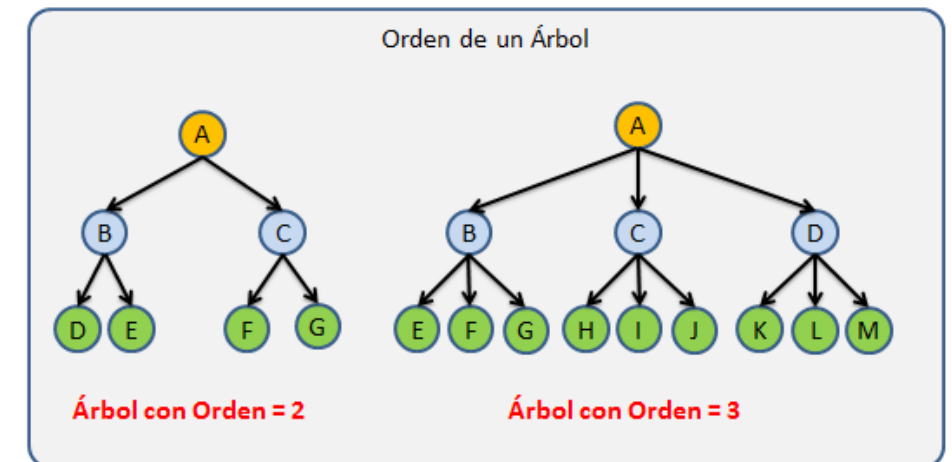 Orden de un Árbol
A
B
C
D
E
F
G
Árbol con Orden = 2
A
B
C
D
E
F
G
H
I
J
K
L
M
Árbol con Orden = 3